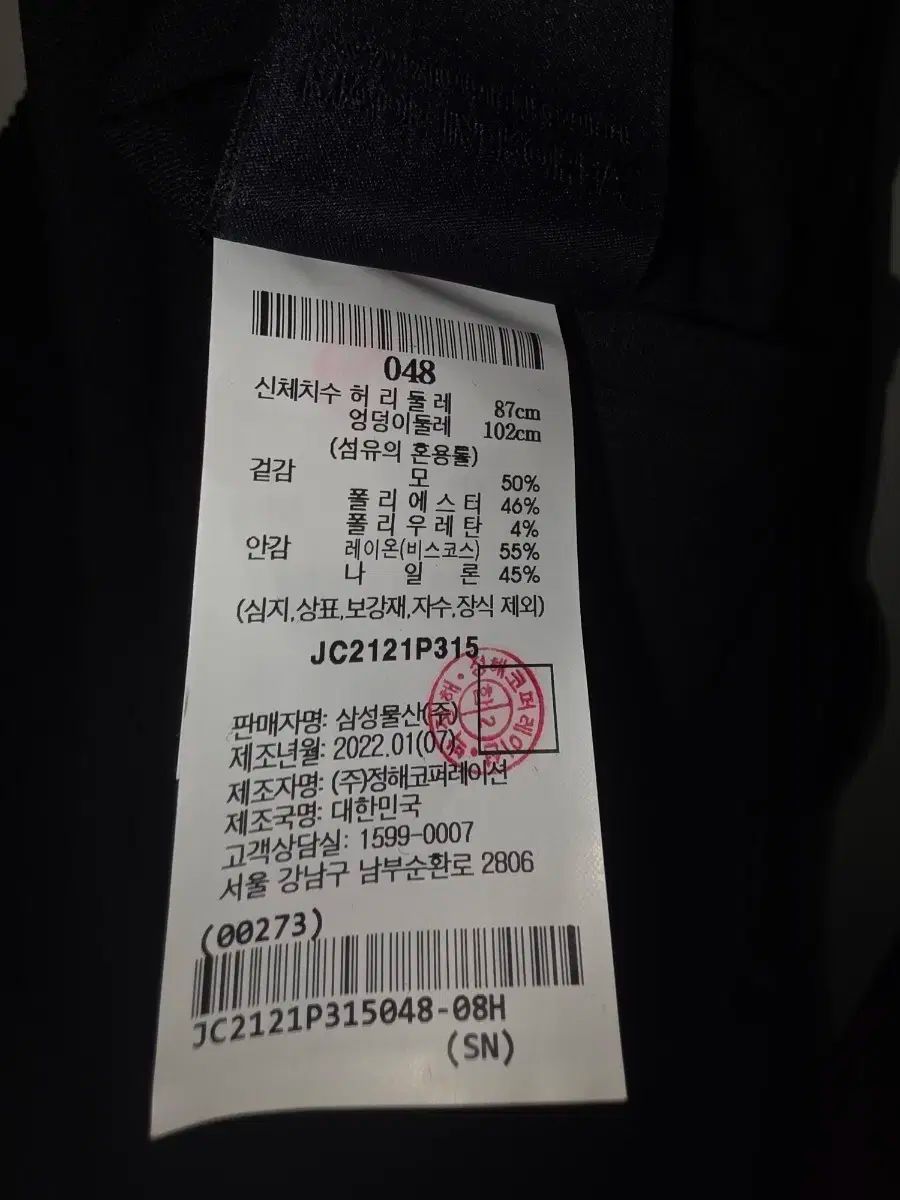 048
신체치수 허리둘레 87cm
엉덩이둘레 102cm
(섬유의 혼용률)
겉감 모 50%
폴리에스터 46%
폴리우레탄 4%
안감 레이온(비스코스) 55%
나일론 45%
(심지,상표,보강재,자수,장식 제외)
JC2121P315
판매자명: 삼성물산(주)
제조년월: 2022.01(07)
제조자명: (주)정해코퍼레이션
제조국명: 대한민국
고객상담실: 1599-0007
서울 강남구 남부순환로 2806
(00273)
JC2121P315048-08H
(SN)